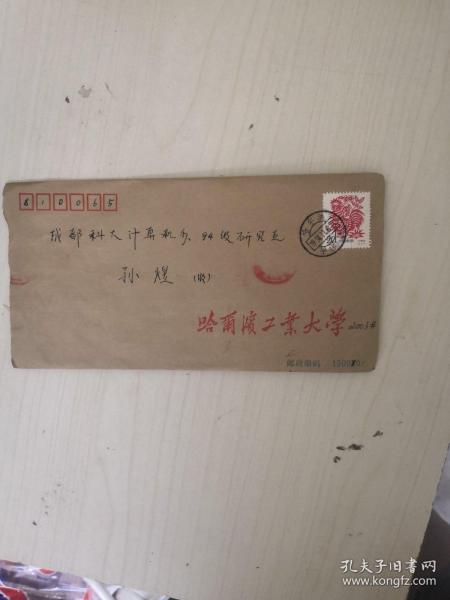 610065
成都科大计算机系94级研究生
孙煜 (收)
哈尔滨工业大学
邮政编码
孔夫子旧书网
www.kongfz.com